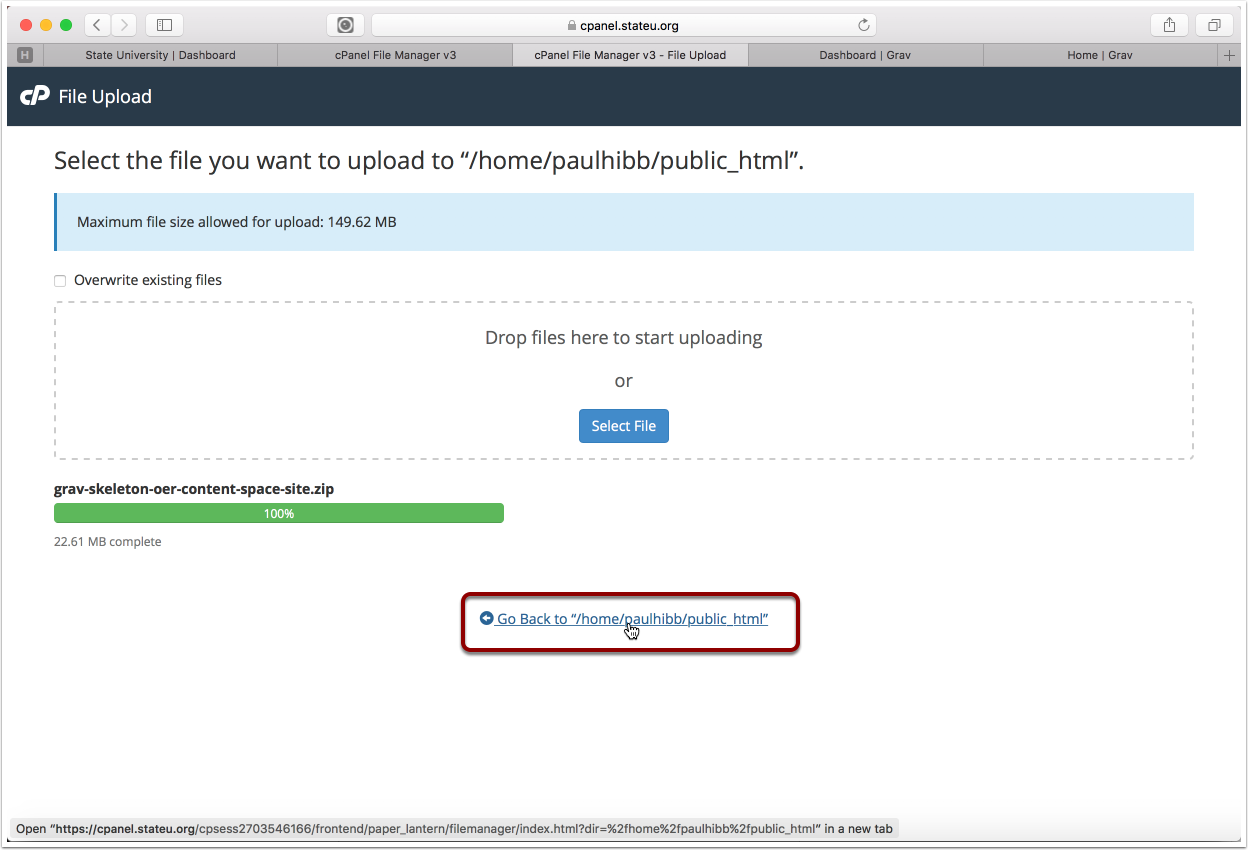 cpanel.stateu.org
H
State University | Dashboard
cPanel File Manager v3
cPanel File Manager v3 - File Upload
Dashboard | Grav
Home | Grav
cP File Upload
Select the file you want to upload to “/home/paulhibb/public_html”.
Maximum file size allowed for upload: 149.62 MB
Overwrite existing files
Drop files here to start uploading
or
Select File
grav-skeleton-oer-content-space-site.zip
100%
22.61 MB complete
Go Back to “/home/paulhibb/public_html”
Open “https://cpanel.stateu.org/cpsess2703546166/frontend/paper_lantern/filemanager/index.html?dir=%2fhome%2fpaulhibb%2fpublic_html” in a new tab